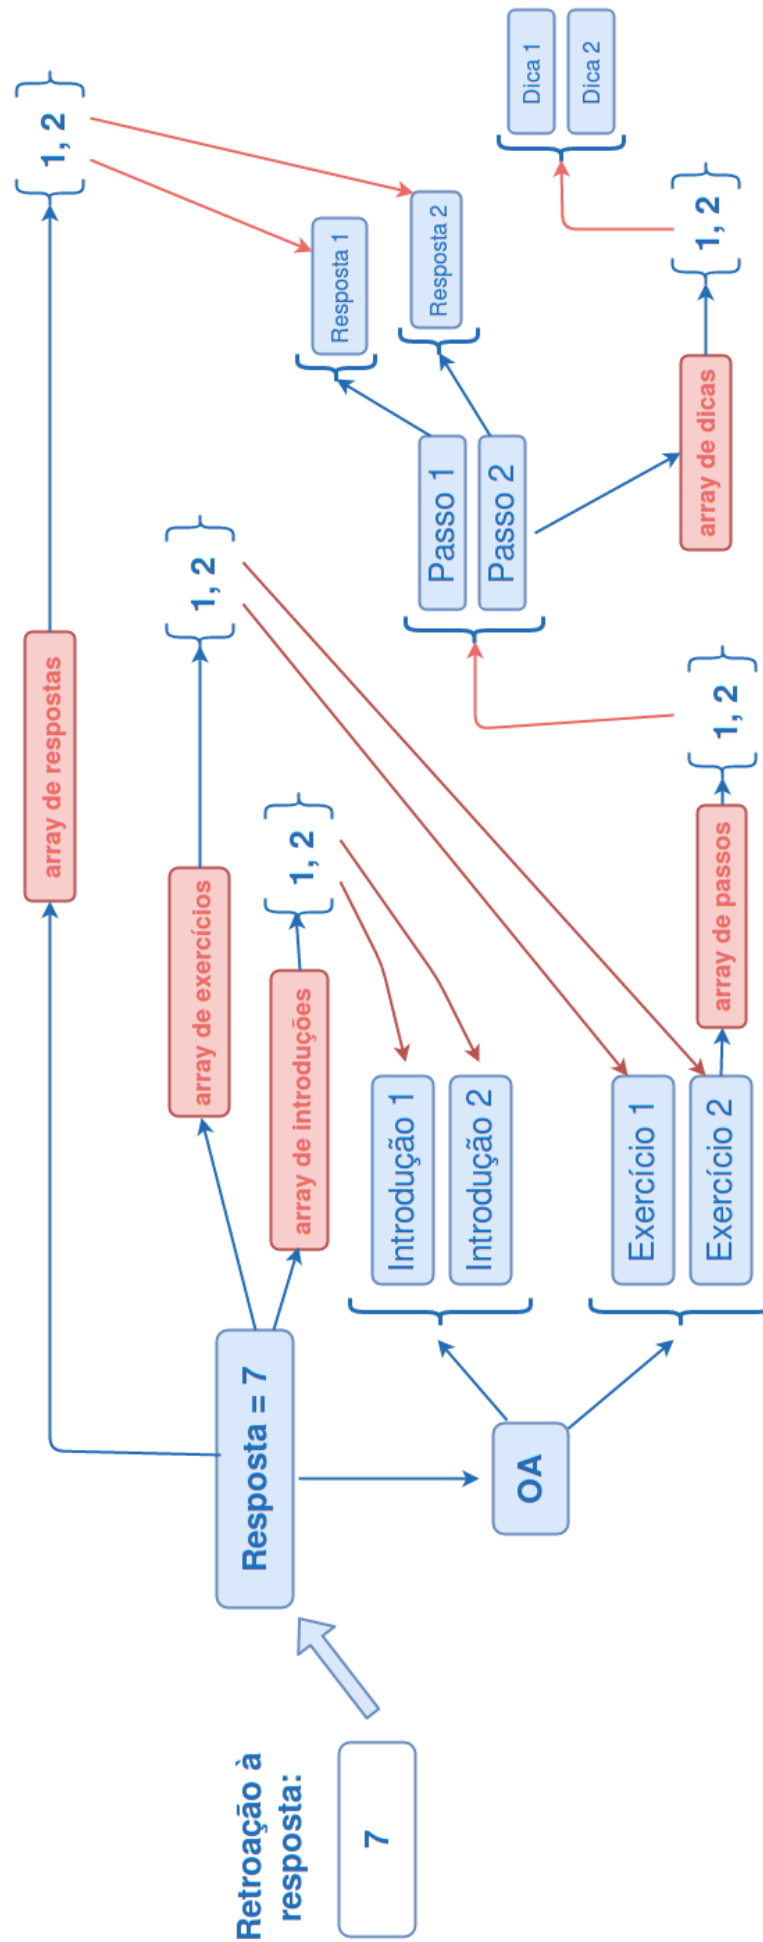 Retroação à
resposta:
7
Resposta = 7
OA
array de respostas
{1, 2}
array de exercícios
{1, 2}
array de introduções
{1, 2}
Introdução 1
Introdução 2
Exercício 1
Exercício 2
array de passos
{1, 2}
Passo 1
Passo 2
Resposta 1
Resposta 2
array de dicas
{1, 2}
Dica 1
Dica 2